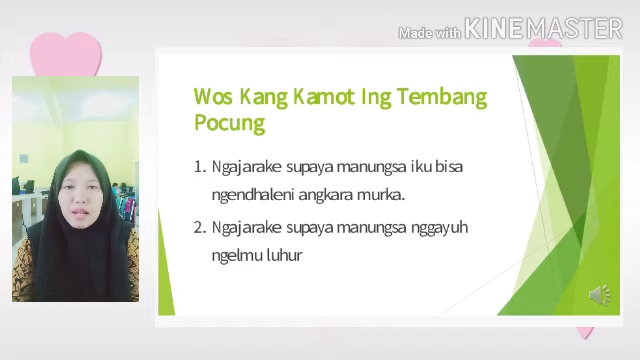 Made with KINEMASTER
Wos Kang Kamot Ing Tembang
Pocung
1. Ngajarake supaya manungsa iku bisa
ngendhaleni angkara murka.
2. Ngajarake supaya manungsa nggayuh
ngelmu luhur